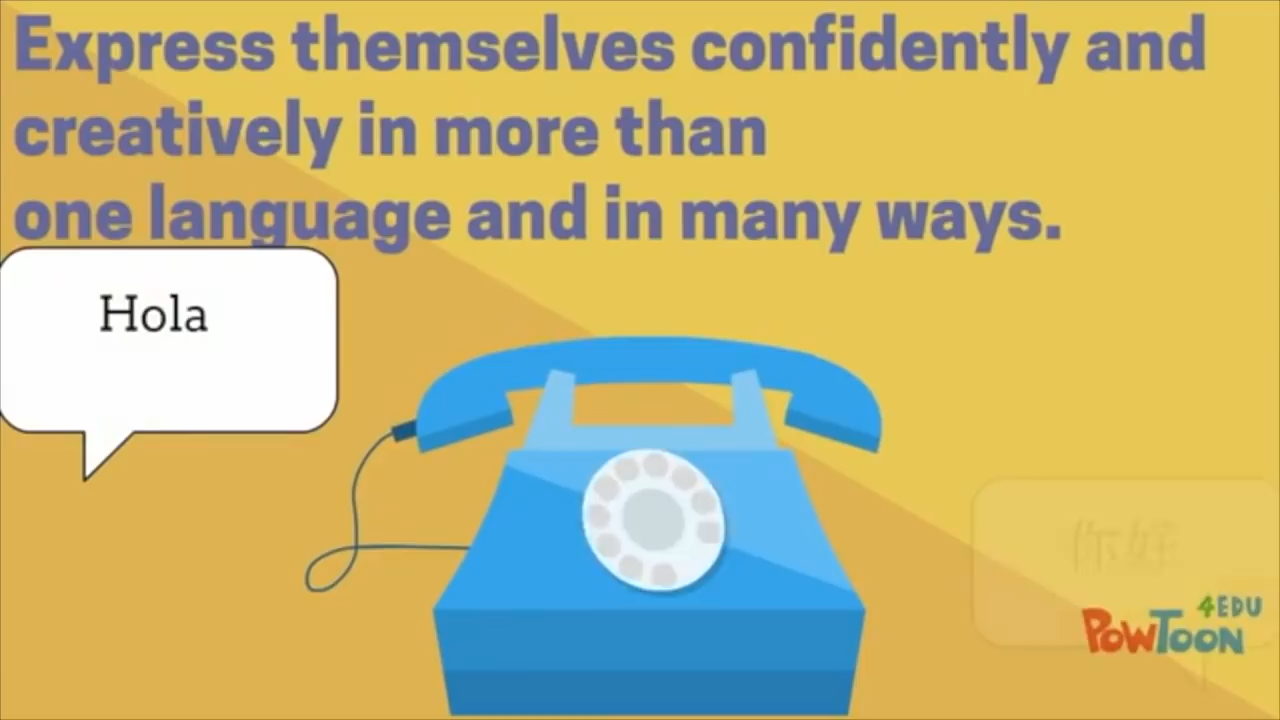 Express themselves confidently and
creatively in more than
one language and in many ways.
Hola
你好
4EDU
POWTOON